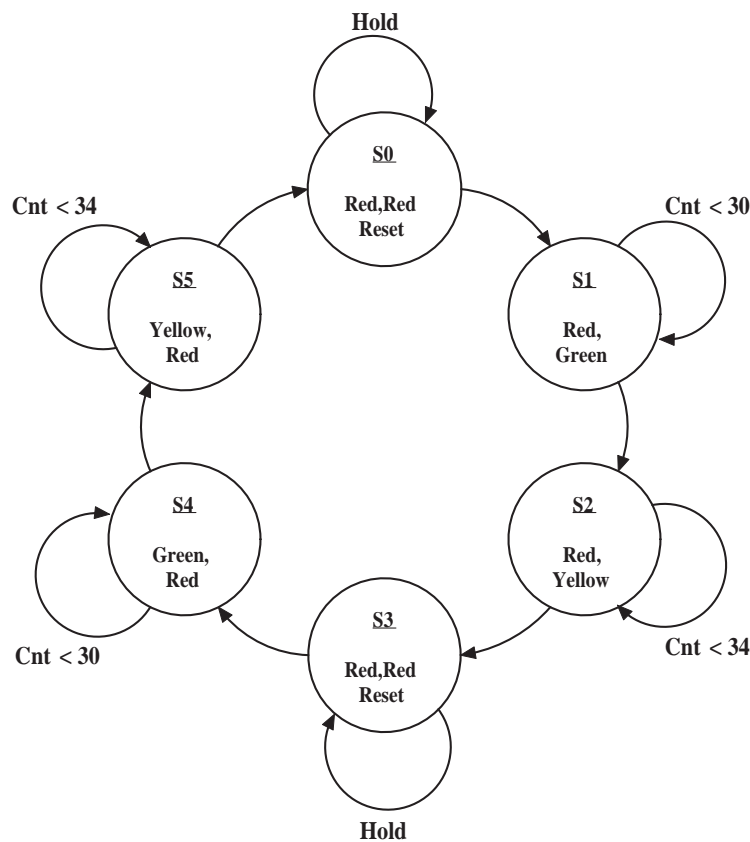 Hold
S0
Red,Red
Reset
Cnt < 34
Cnt < 30
S5
Yellow,
Red
S1
Red,
Green
S4
Green,
Red
S2
Red,
Yellow
S3
Red,Red
Reset
Cnt < 30
Cnt < 34
Hold